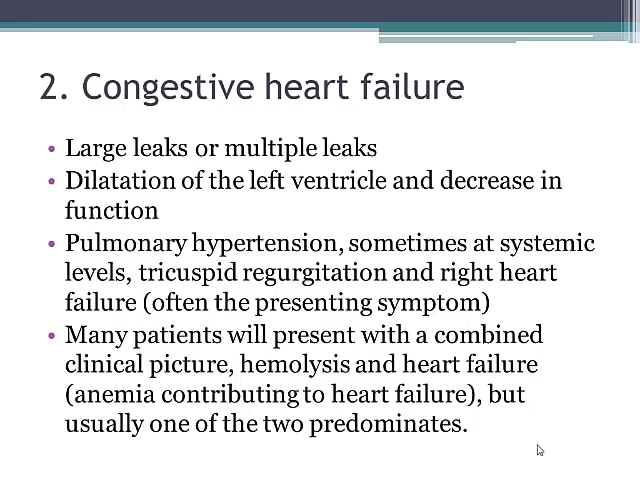 2. Congestive heart failure
• Large leaks or multiple leaks
• Dilatation of the left ventricle and decrease in
function
• Pulmonary hypertension, sometimes at systemic
levels, tricuspid regurgitation and right heart
failure (often the presenting symptom)
• Many patients will present with a combined
clinical picture, hemolysis and heart failure
(anemia contributing to heart failure), but
usually one of the two predominates.